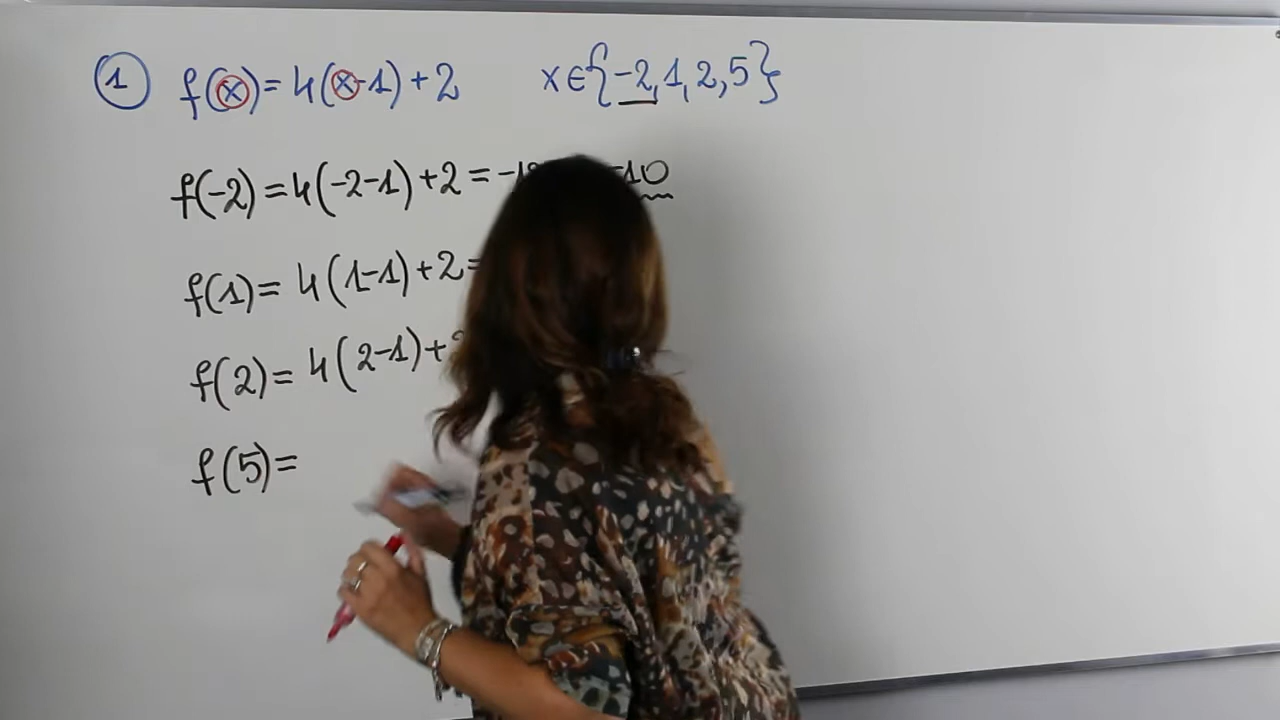 1 f(x)=4(x-1)+2 x∈{-2,1,2,5}
f(-2)=4(-2-1)+2=-1 -10
f(1)=4(1-1)+2=
f(2)=4(2-1)+
f(5)=